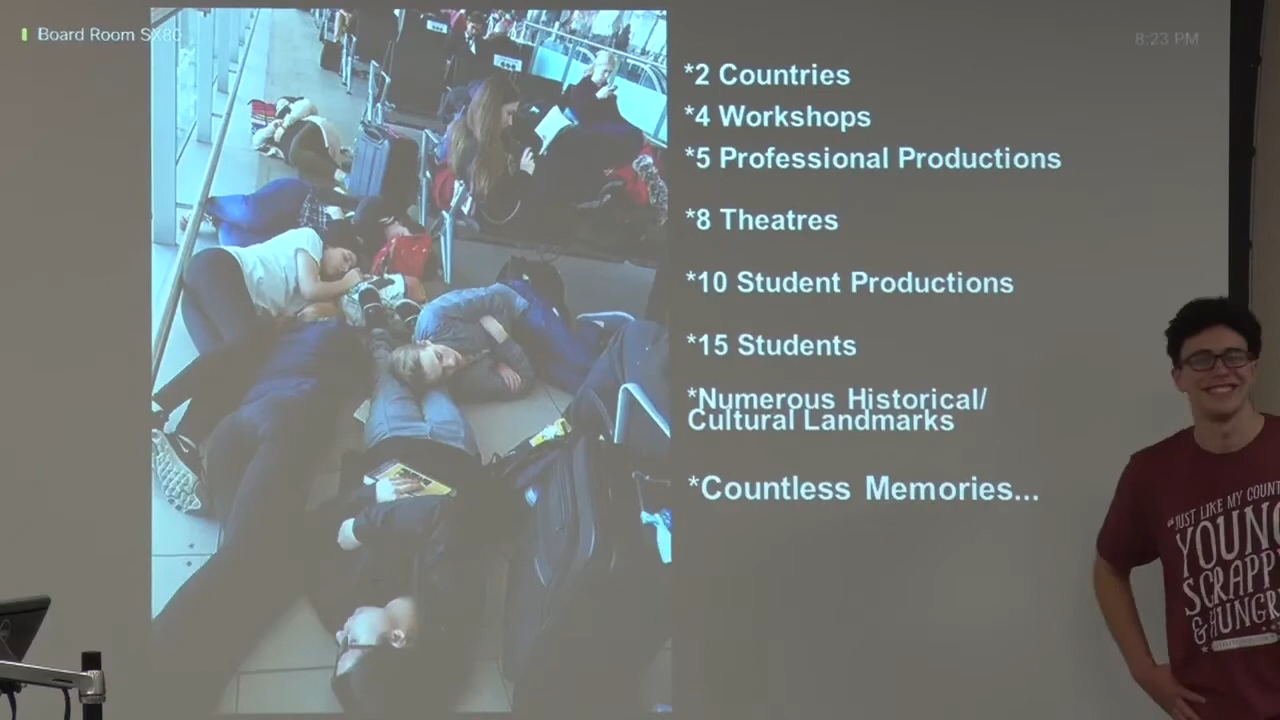 Board Room SX80
8:23 PM
*2 Countries
*4 Workshops
*5 Professional Productions
*8 Theatres
*10 Student Productions
*15 Students
*Numerous Historical/
Cultural Landmarks
*Countless Memories...
"JUST LIKE MY COUNT
YOUNG
SCRAPPY
& HUNGR